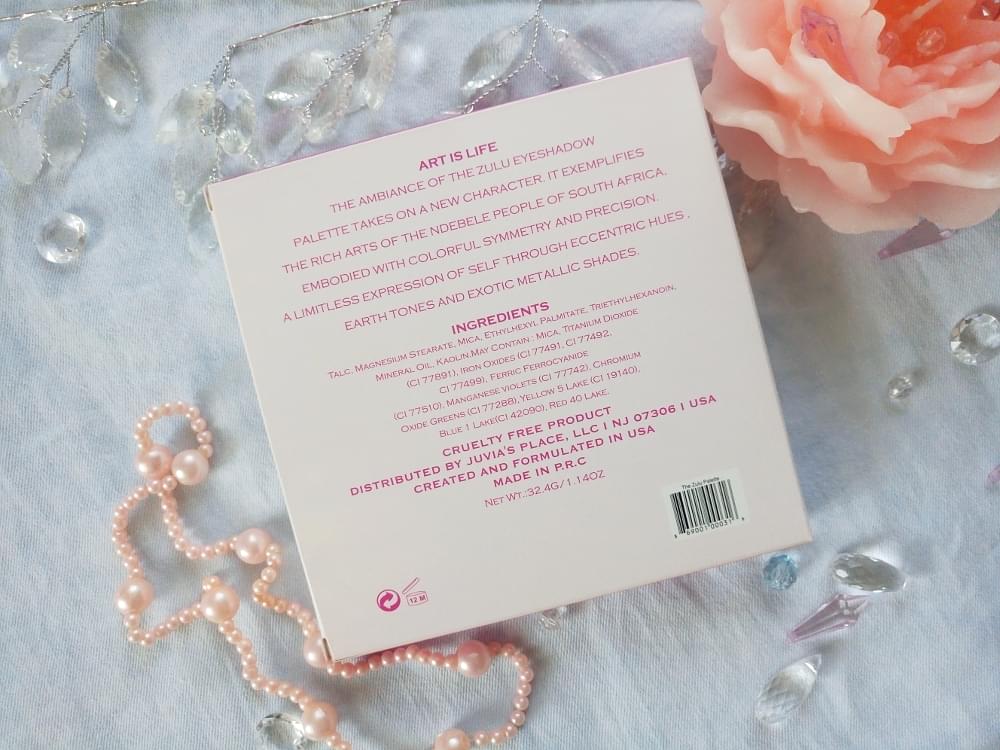 ART IS LIFE
THE AMBIANCE OF THE ZULU EYESHADOW
PALETTE TAKES ON A NEW CHARACTER. IT EXEMPLIFIES
THE RICH ARTS OF THE NDEBELE PEOPLE OF SOUTH AFRICA,
EMBODIED WITH COLORFUL SYMMETRY AND PRECISION.
A LIMITLESS EXPRESSION OF SELF THROUGH ECCENTRIC HUES.
EARTH TONES AND EXOTIC METALLIC SHADES.
INGREDIENTS
TALC, MAGNESIUM STEARATE, MICA, ETHYLHEXYL PALMITATE, TRIETHYLHEXANOIN,
MINERAL OIL, KAOLIN.MAY CONTAIN : MICA, TITANIUM DIOXIDE
(CI 77891), IRON OXIDES (CI 77491, CI 77492,
CI 77499), FERRIC FERROCYANIDE
(CI 77510), MANGANESE VIOLETS (CI 77742), CHROMIUM
OXIDE GREENS (CI 77288),YELLOW 5 LAKE (CI 19140),
BLUE 1 LAKE(CI 42090), RED 40 LAKE.
CRUELTY FREE PRODUCT
DISTRIBUTED BY JUVIA'S PLACE, LLC I NJ 07306 I USA
CREATED AND FORMULATED IN USA
MADE IN P.R.C
NET WT.:32.4G/1.14OZ
The Zulu Palette
12 M